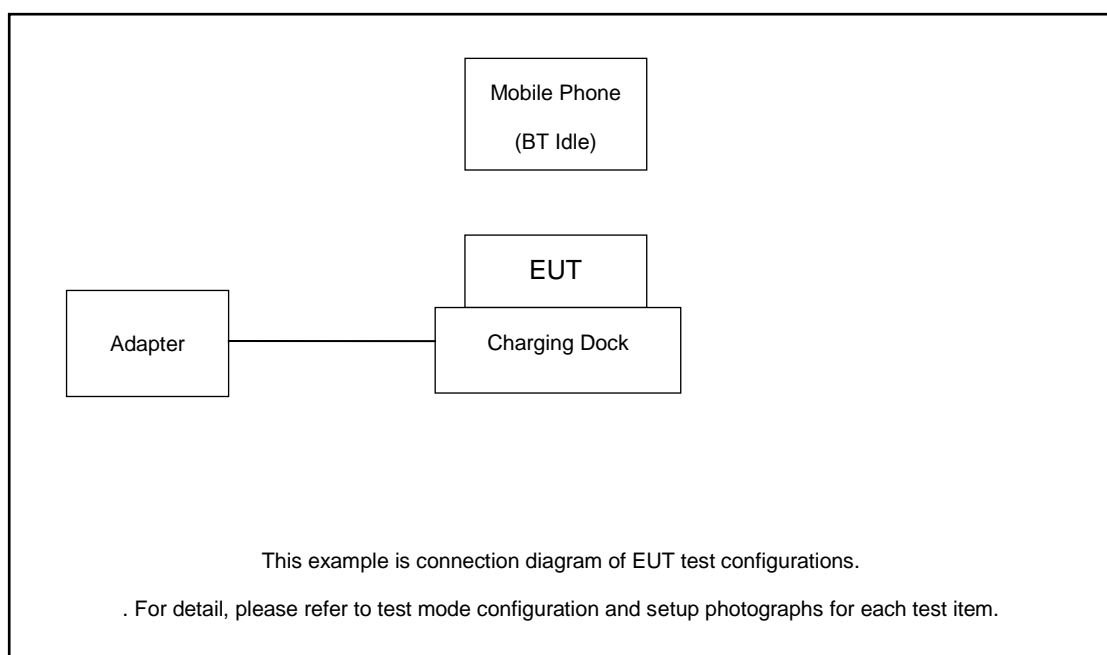 Mobile Phone
(BT Idle)
EUT
Adapter
Charging Dock
This example is connection diagram of EUT test configurations.
. For detail, please refer to test mode configuration and setup photographs for each test item.